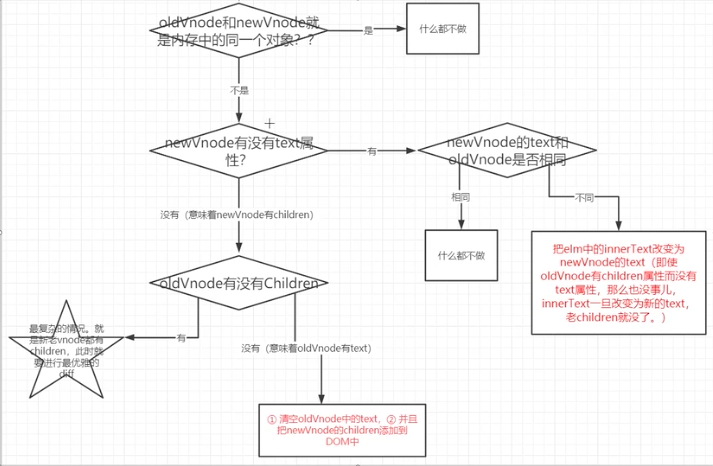 oldVnode和newVnode就
是内存中的同一个对象？？
是
什么都不做
不是
newVnode有没有text属
性？
有
newVnode的text和
oldVnode是否相同
没有（意味着newVnode有children）
相同
不同
什么都不做
把elm中的innerText改变为
newVnode的text（即使
oldVnode有children属性而没有
text属性，那么也没事儿，
innerText一旦改变为新的text，
老children就没了。）
oldVnode有没有Children
有
最复杂的情况。就
是新老vnode都有
children，此时就
要进行最优雅的
diff
没有（意味着oldVnode有text）
① 清空oldVnode中的text，② 并且
把newVnode的children添加到
DOM中